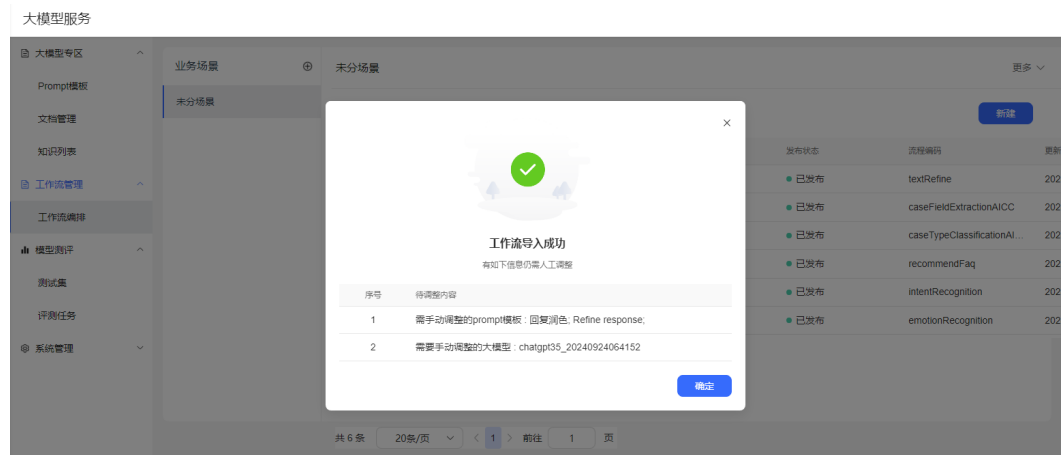 大模型服务
大模型专区
Prompt模板
文档管理
知识列表
工作流管理
工作流编排
模型测评
测试集
评测任务
系统管理
业务场景
未分场景
未分场景
更多
新建
发布状态 流程编码 更新
已发布 textRefine 202
已发布 caseFieldExtractionAICC 202
已发布 caseTypeClassificationAI... 202
已发布 recommendFaq 202
已发布 intentRecognition 202
已发布 emotionRecognition 202
工作流导入成功
有如下信息仍需人工调整
序号 待调整内容
1 需手动调整的prompt模板 : 回复润色; Refine response;
2 需要手动调整的大模型 : chatgpt35_20240924064152
确定
共 6 条 20条/页 1 前往 1 页